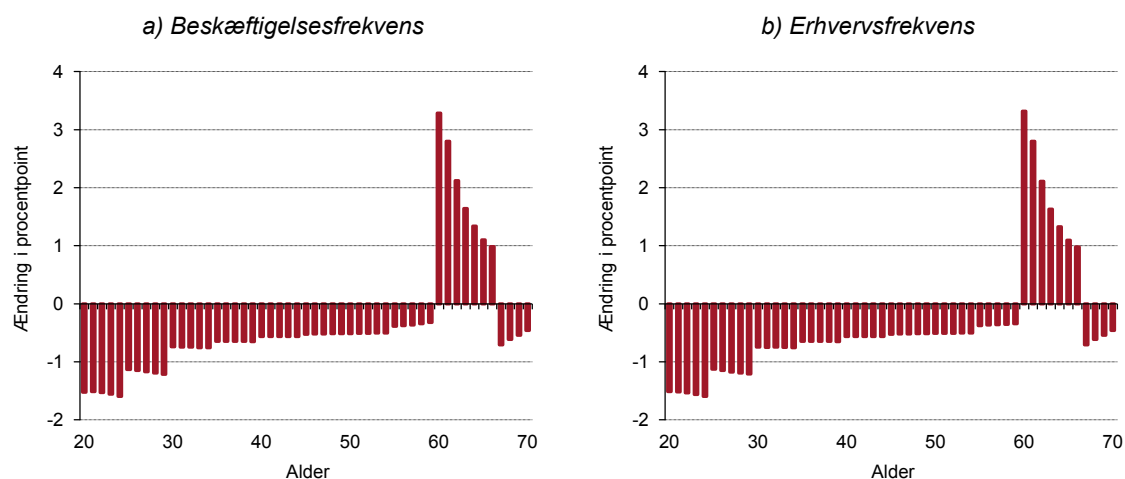 a) Beskæftigelsesfrekvens
Ændring i procentpoint
4
3
2
1
0
-1
-2
20 30 40 50 60 70
Alder
b) Erhvervsfrekvens
Ændring i procentpoint
4
3
2
1
0
-1
-2
20 30 40 50 60 70
Alder